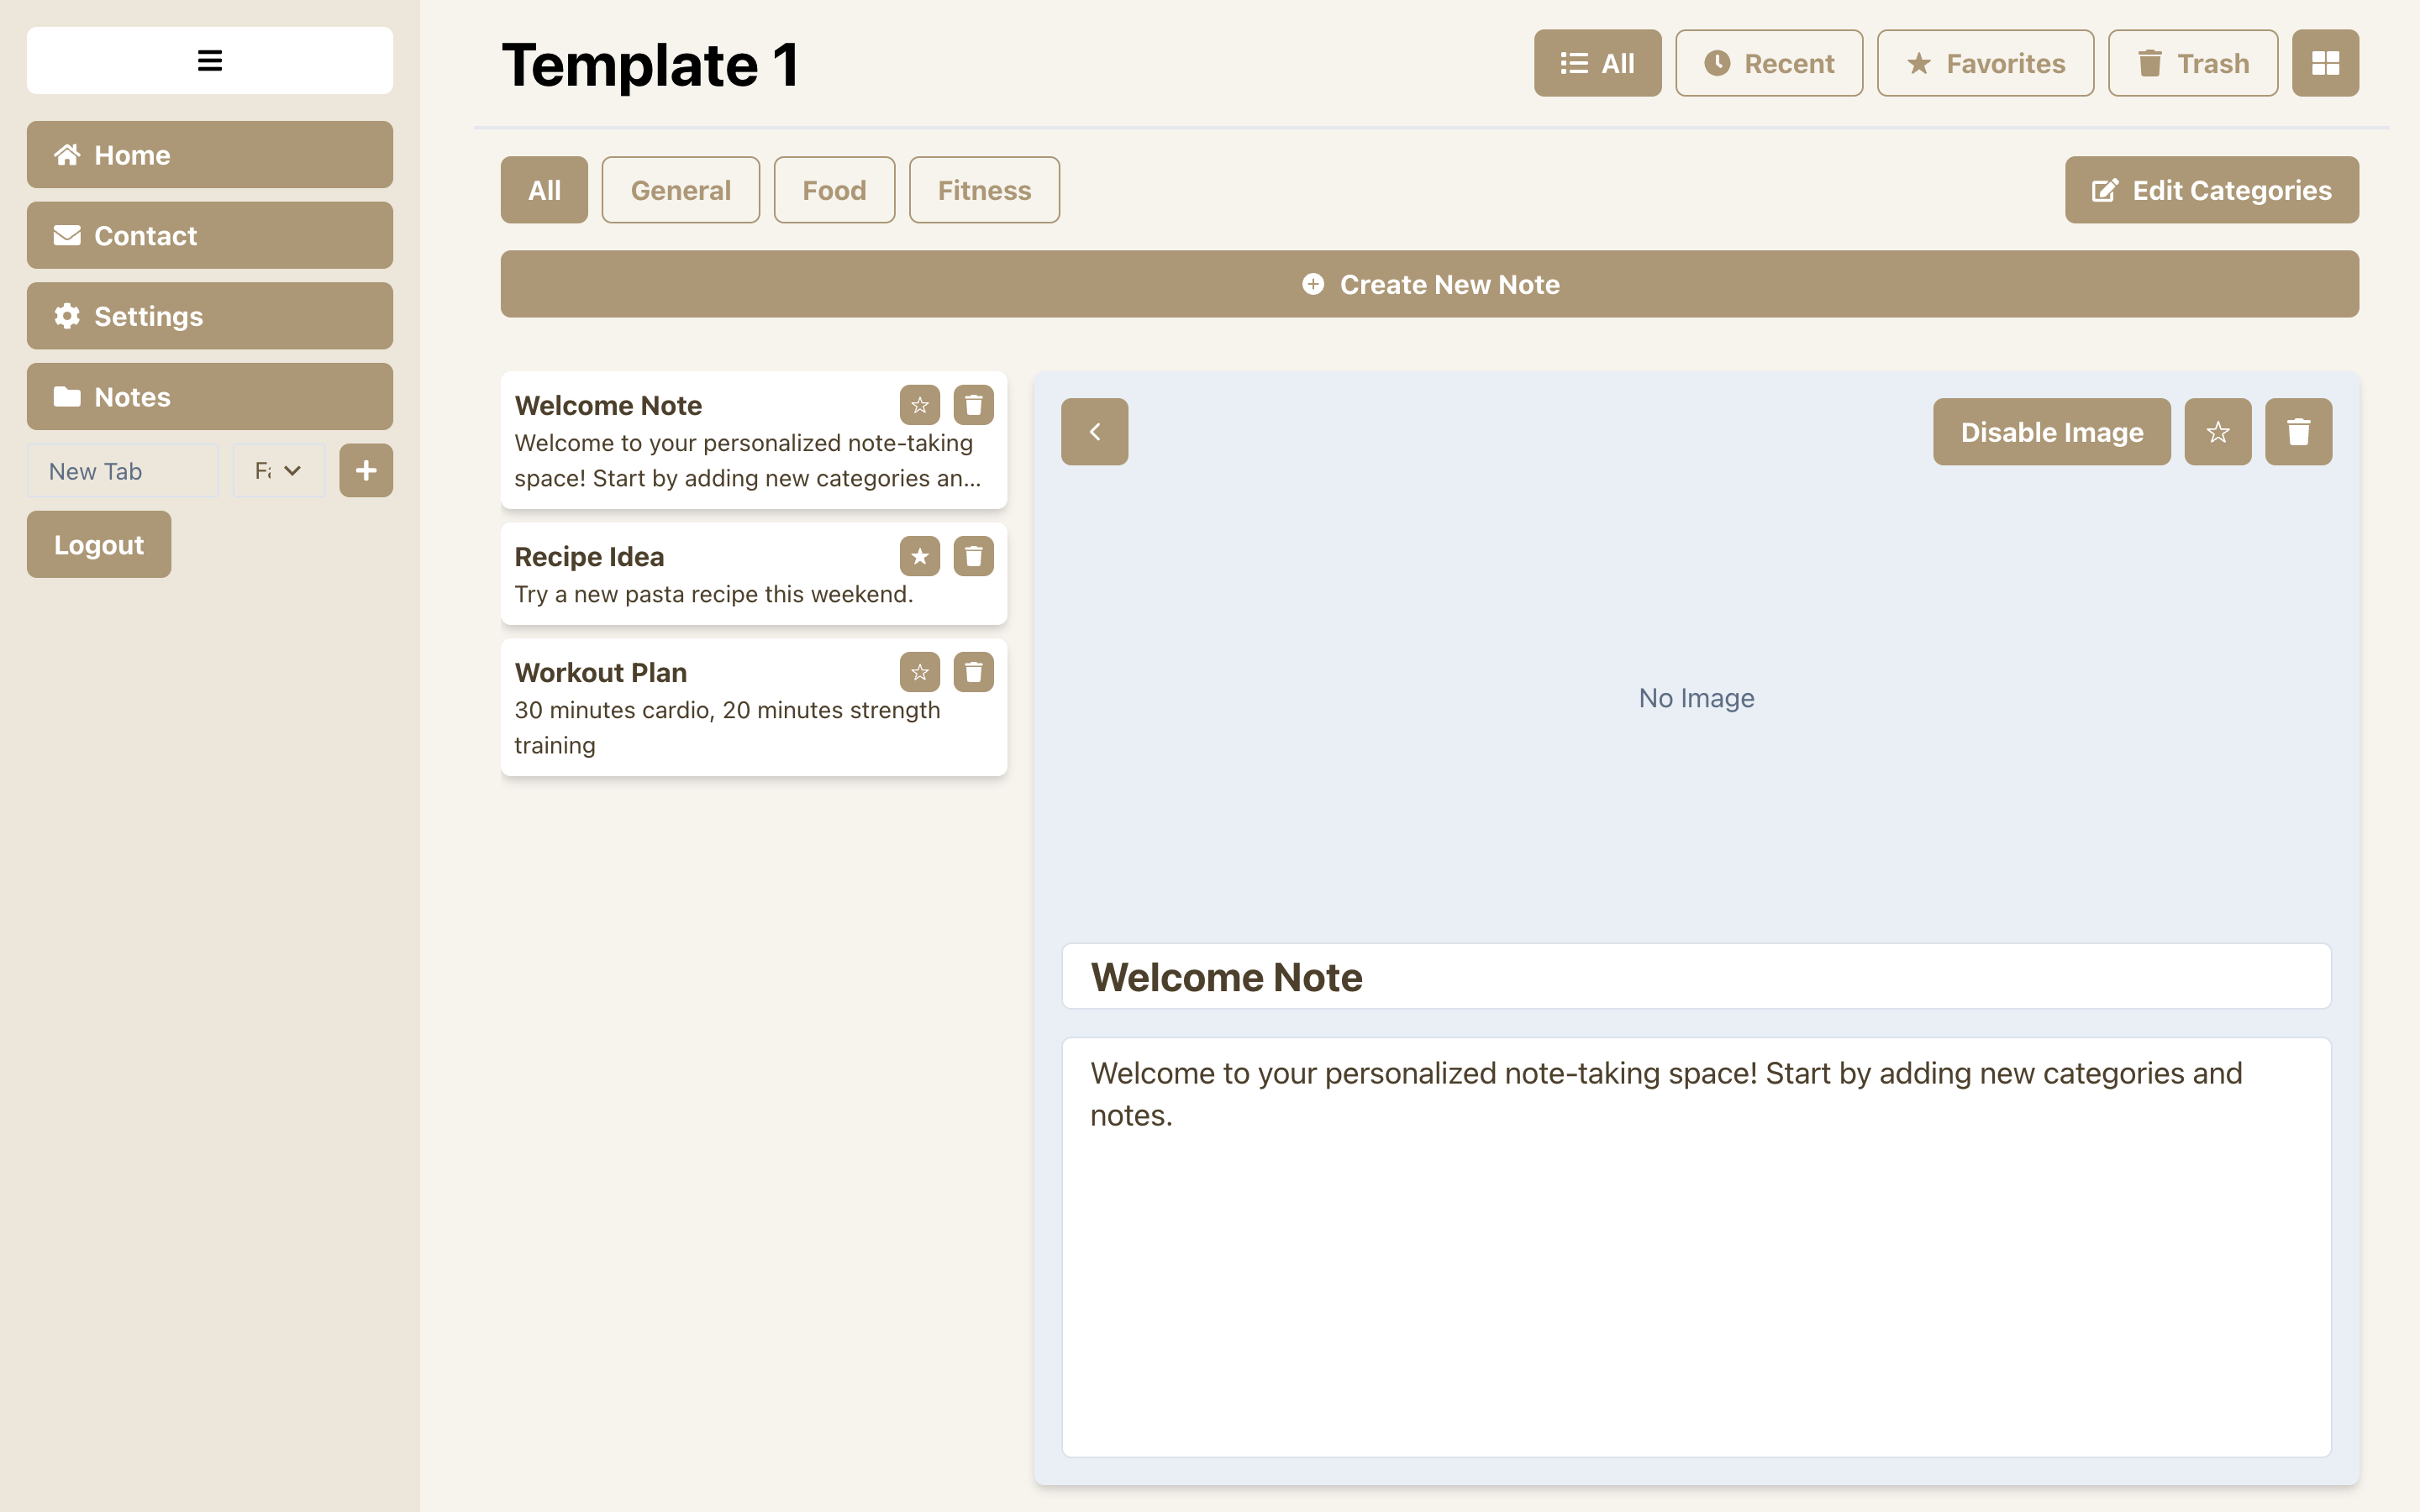 Template 1
All
Recent
Favorites
Trash
Home
Contact
Settings
Notes
New Tab
Logout
All
General
Food
Fitness
Edit Categories
Create New Note
Welcome Note
Welcome to your personalized note-taking
space! Start by adding new categories an...
Recipe Idea
Try a new pasta recipe this weekend.
Workout Plan
30 minutes cardio, 20 minutes strength
training
Disable Image
No Image
Welcome Note
Welcome to your personalized note-taking space! Start by adding new categories and
notes.